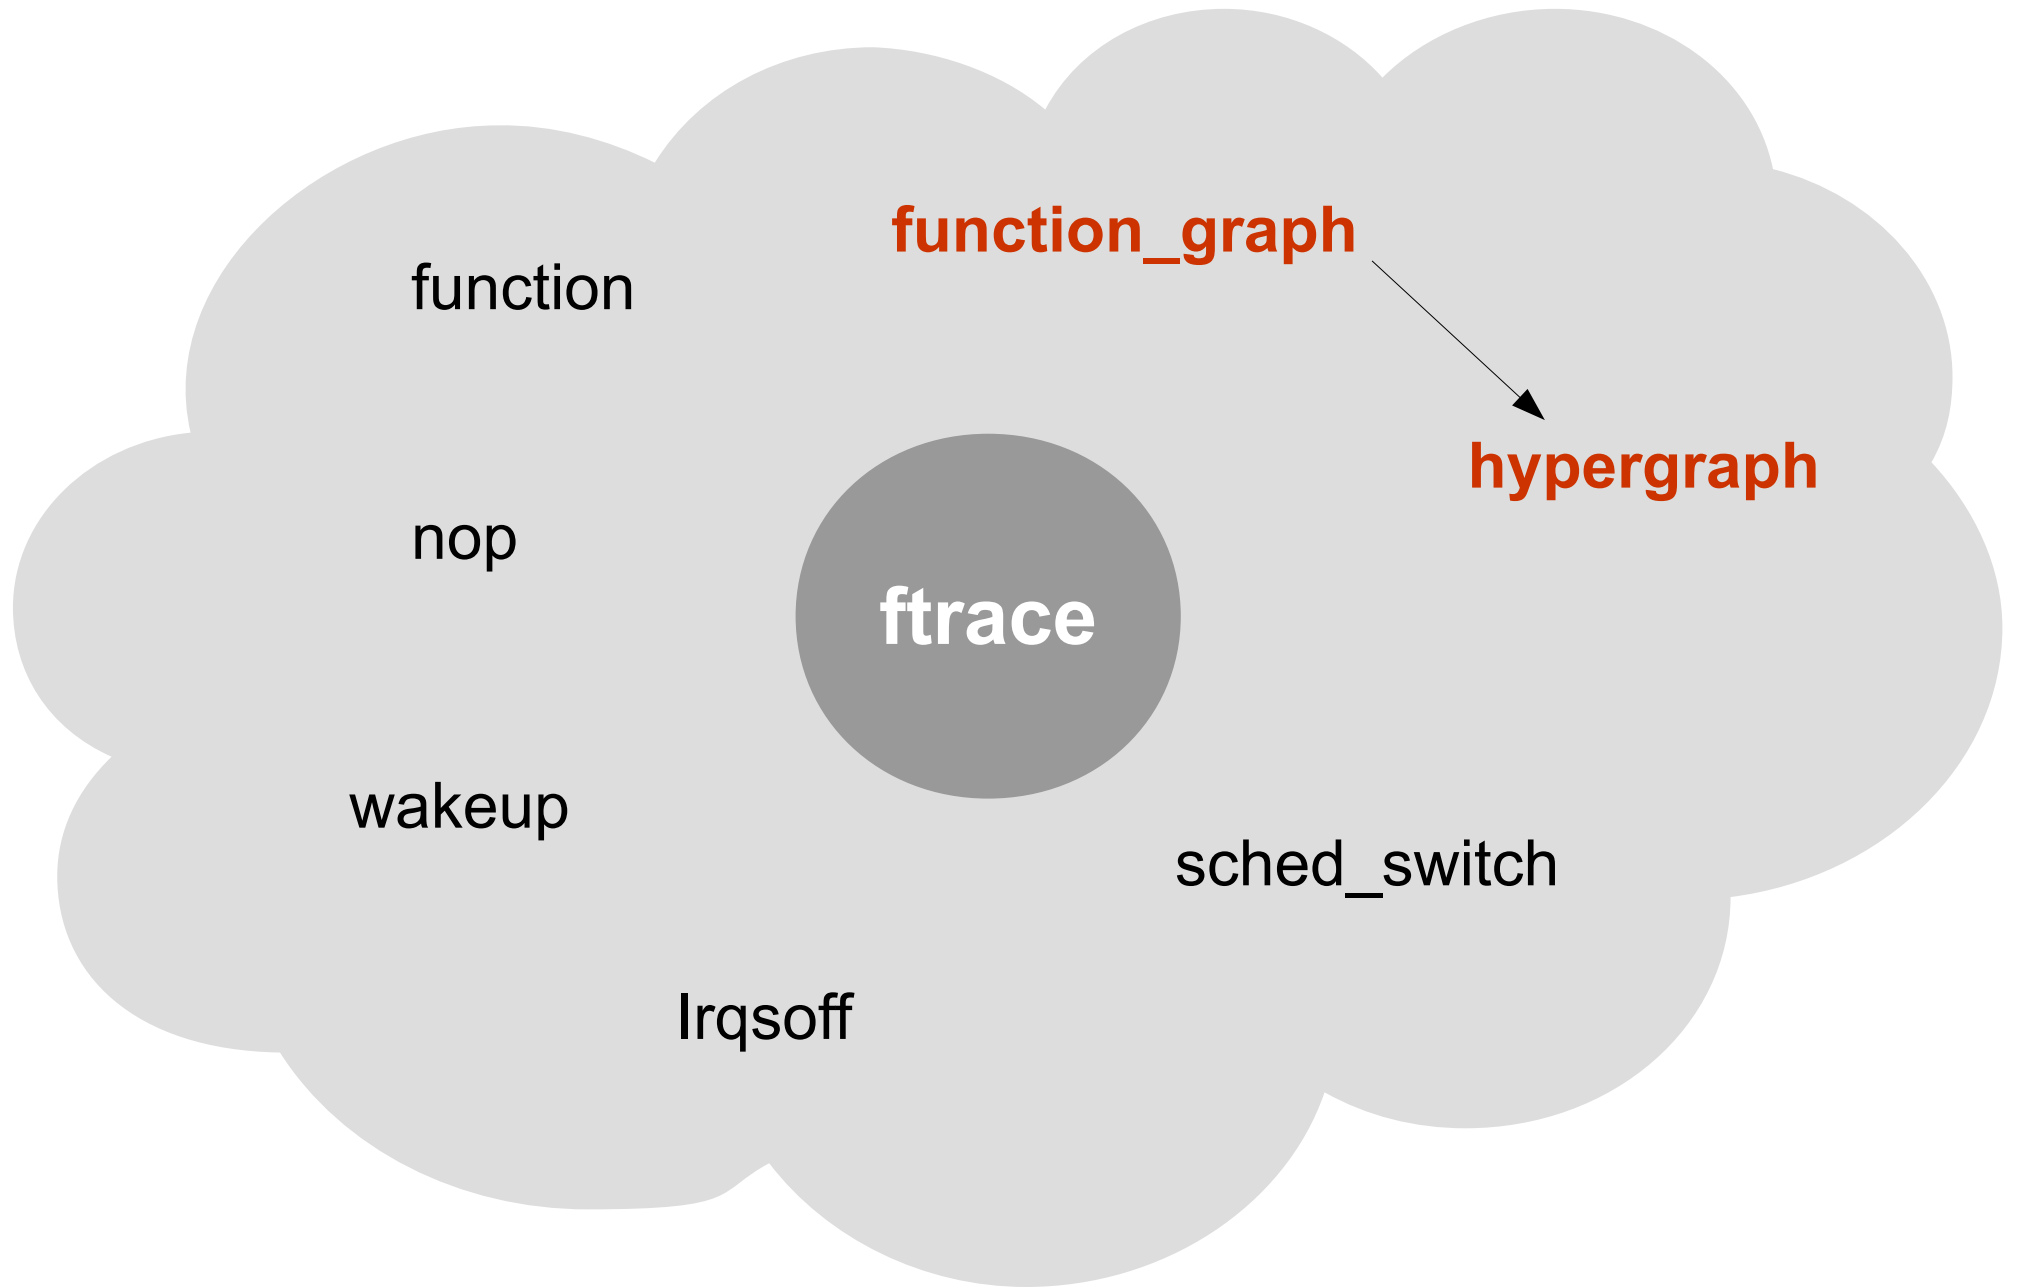 function_graph
function
hypergraph
nop
ftrace
wakeup
sched_switch
Irqsoff